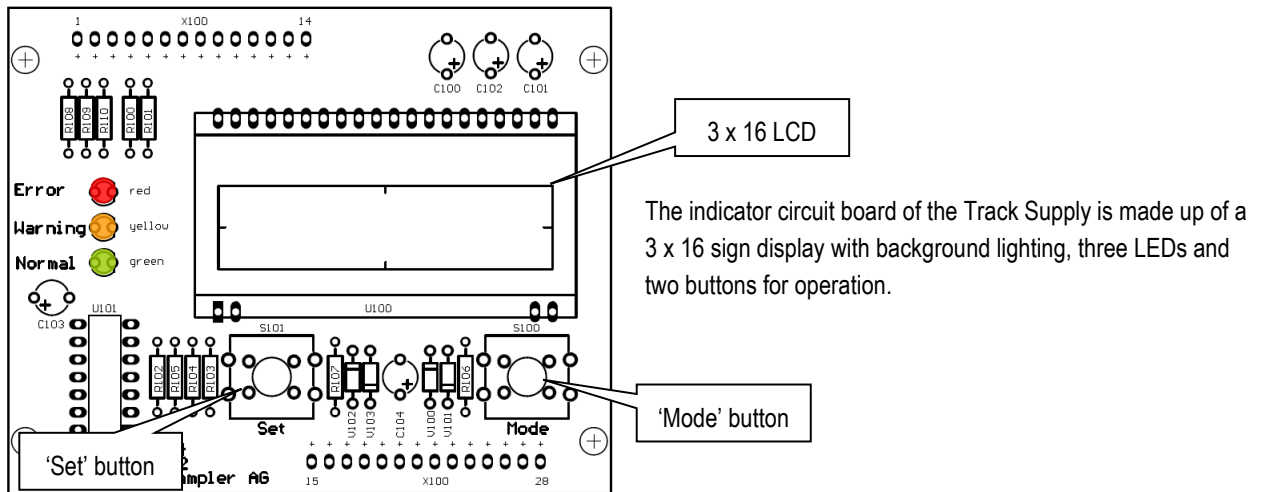 1 X100 14
C100 C102 C101
R108 R109 R110 R100 R101
3 x 16 LCD
Error red
Warning yellow
Normal green
The indicator circuit board of the Track Supply is made up of a
3 x 16 sign display with background lighting, three LEDs and
two buttons for operation.
C103 U101 U100
S101 S100
R102 R105 R104 R103 R107 V102 V103 C104 V100 V101 R106
Set Mode
'Mode' button
'Set' button
AG 15 X100 28